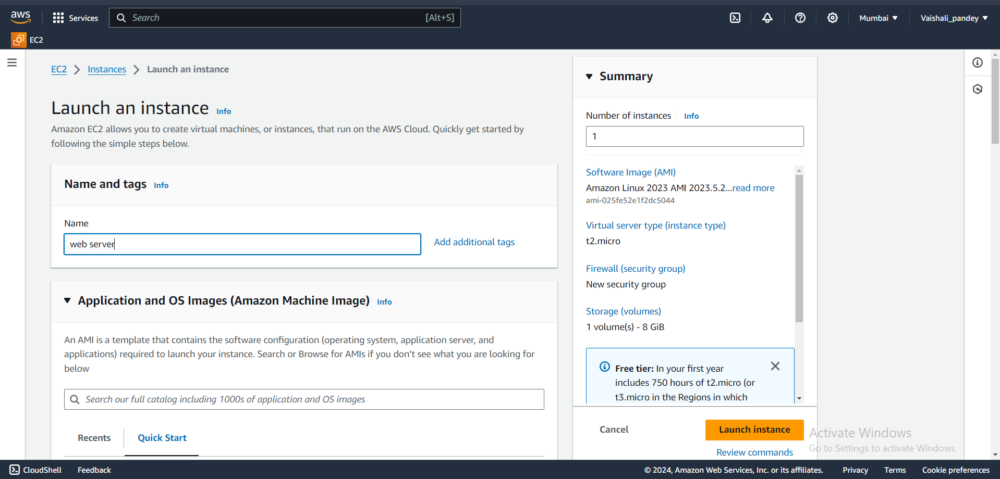 aws
Services
Search
[Alt+S]
Mumbai
Vaishali_pandey
EC2
EC2
Instances
Launch an instance
Launch an instance Info
Amazon EC2 allows you to create virtual machines, or instances, that run on the AWS Cloud. Quickly get started by
following the simple steps below.
Name and tags Info
Name
web server
Add additional tags
Application and OS Images (Amazon Machine Image) Info
An AMI is a template that contains the software configuration (operating system, application server, and
applications) required to launch your instance. Search or Browse for AMIs if you don’t see what you are looking for
below
Search our full catalog including 1000s of application and OS images
Recents
Quick Start
Summary
Number of instances Info
1
Software Image (AMI)
Amazon Linux 2023 AMI 2023.5.2...read more
ami-025fe52e1f2dc5044
Virtual server type (instance type)
t2.micro
Firewall (security group)
New security group
Storage (volumes)
1 volume(s) - 8 GiB
Free tier: In your first year
includes 750 hours of t2.micro (or
t3.micro in the Regions in which
Cancel
Launch instance
Review commands
Activate Windows
Go to Settings to activate Windows.
CloudShell
Feedback
© 2024, Amazon Web Services, Inc. or its affiliates.
Privacy
Terms
Cookie preferences